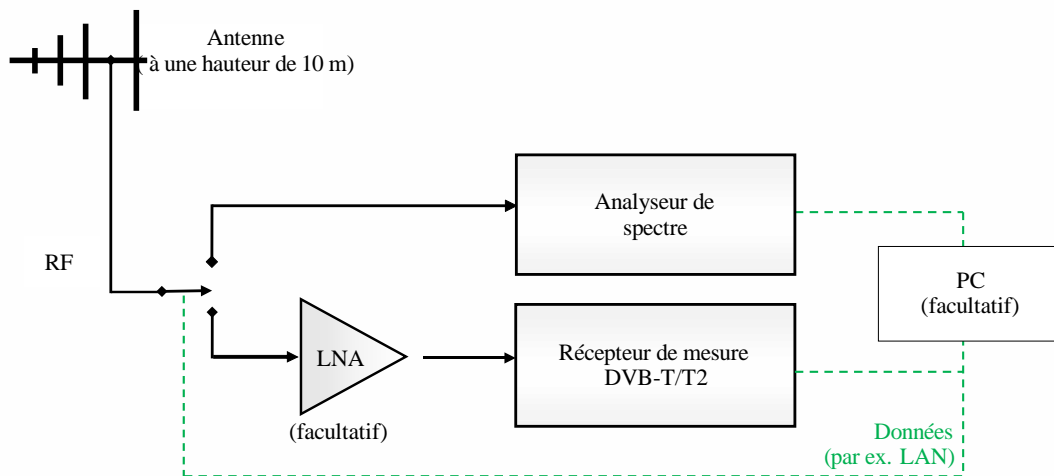 Antenne
( à une hauteur de 10 m)
Analyseur de
spectre
RF
PC
(facultatif)
LNA
Récepteur de mesure
DVB-T/T2
(facultatif)
Données
(par ex. LAN)